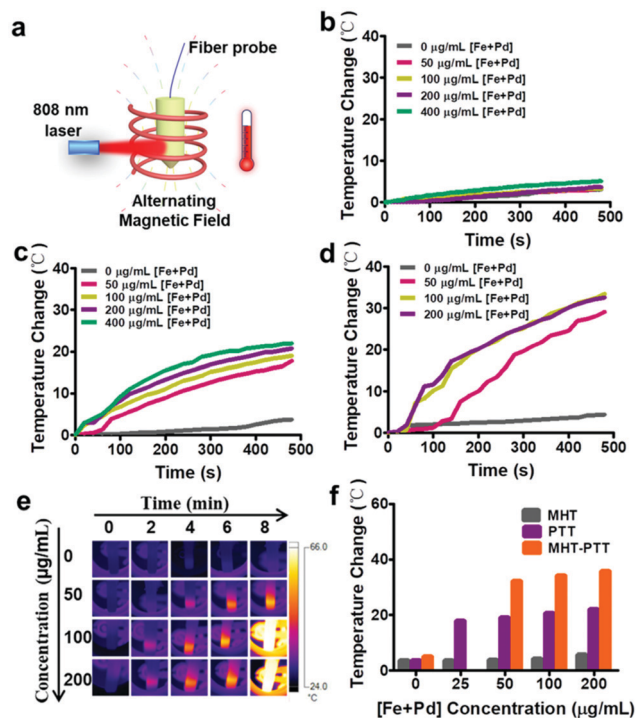 a
Fiber probe
808 nm
laser
Alternating
Magnetic Field
b
Temperature Change (℃)
40
30
20
10
0
0 µg/mL [Fe+Pd]
50 µg/mL [Fe+Pd]
100 µg/mL [Fe+Pd]
200 µg/mL [Fe+Pd]
400 µg/mL [Fe+Pd]
0 100 200 300 400 500
Time (s)
c
Temperature Change (℃)
40
30
20
10
0
0 µg/mL [Fe+Pd]
50 µg/mL [Fe+Pd]
100 µg/mL [Fe+Pd]
200 µg/mL [Fe+Pd]
400 µg/mL [Fe+Pd]
0 100 200 300 400 500
Time (s)
d
Temperature Change (℃)
40
30
20
10
0
0 µg/mL [Fe+Pd]
50 µg/mL [Fe+Pd]
100 µg/mL [Fe+Pd]
200 µg/mL [Fe+Pd]
0 100 200 300 400 500
Time (s)
e
Time (min)
0 2 4 6 8
Concentration (µg/mL)
0
50
100
200
66.0
24.0
°C
f
Temperature Change (℃)
60
40
20
0
MHT
PTT
MHT-PTT
0 25 50 100 200
[Fe+Pd] Concentration (µg/mL)